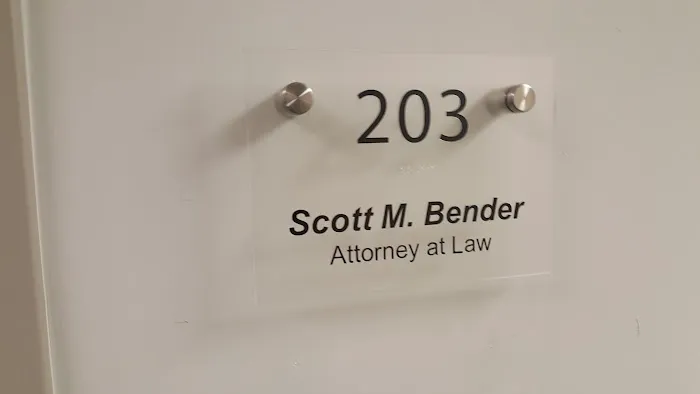 203
Scott M. Bender
Attorney at Law